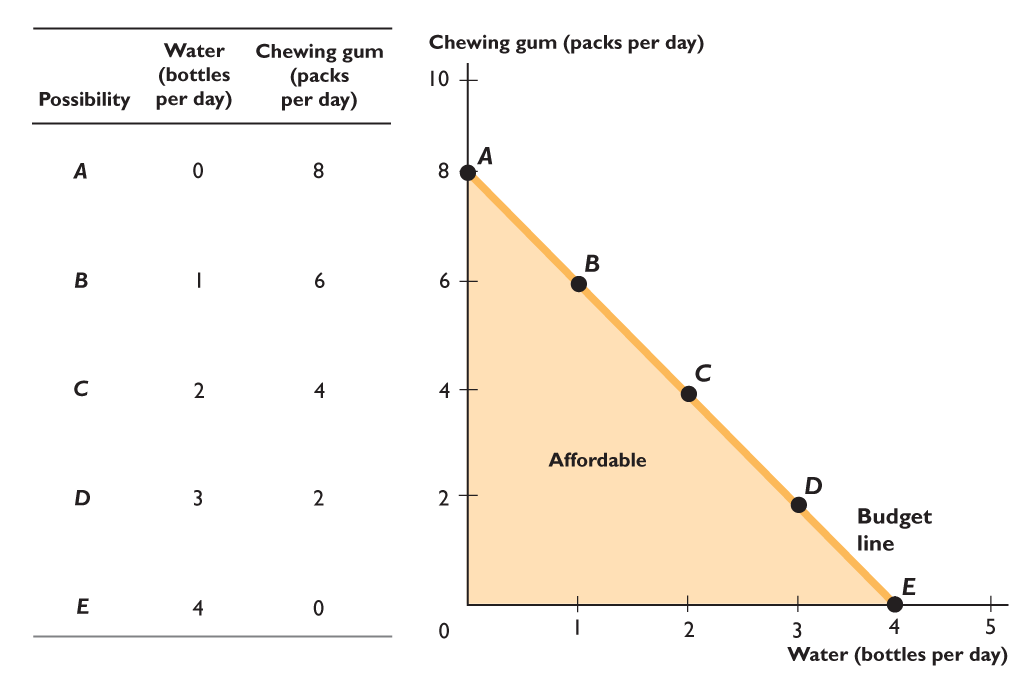 Water Chewing gum
(bottles (packs
Possibility per day) per day)
A 0 8
B 1 6
C 2 4
D 3 2
E 4 0
Chewing gum (packs per day)
10
8
6
4
2
0
A
B
C
D
E
Affordable
Budget
line
1 2 3 4 5
Water (bottles per day)